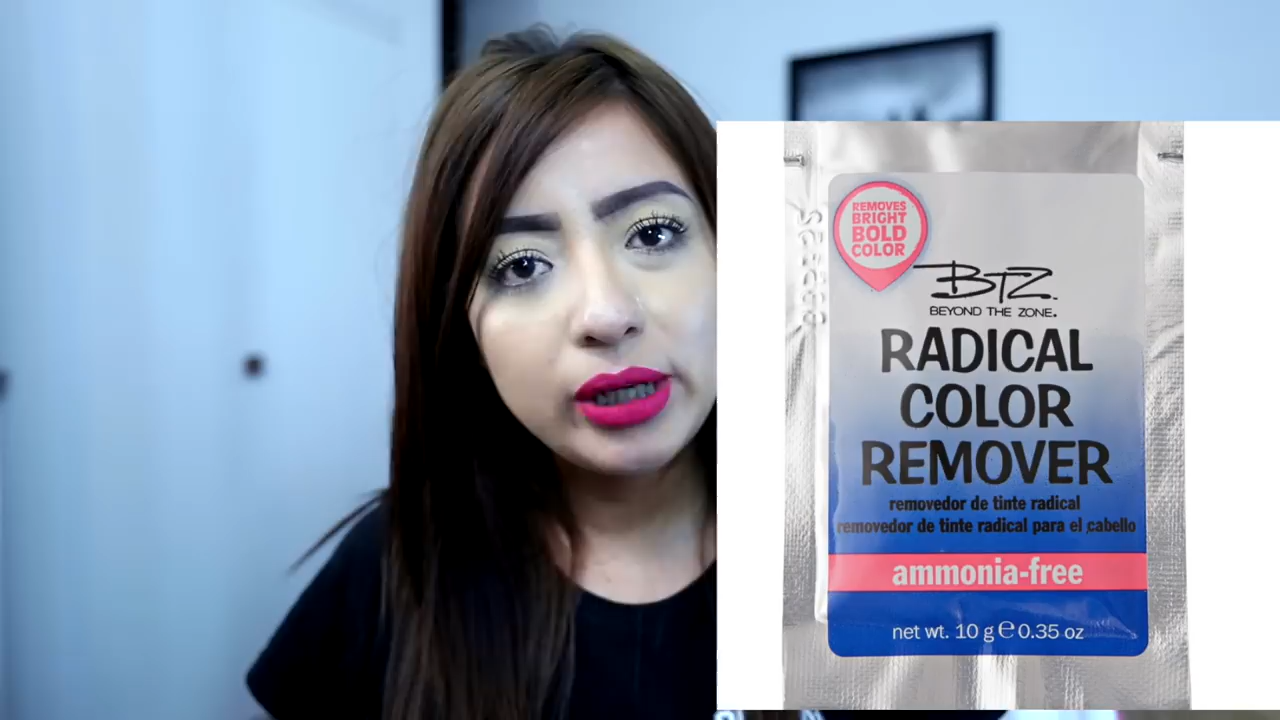 REMOVES
BRIGHT
BOLD
COLOR
BTZ.
BEYOND THE ZONE.
RADICAL
COLOR
REMOVER
removedor de tinte radical
removedor de tinte radical para el cabello
ammonia-free
net wt. 10 g e 0.35 oz